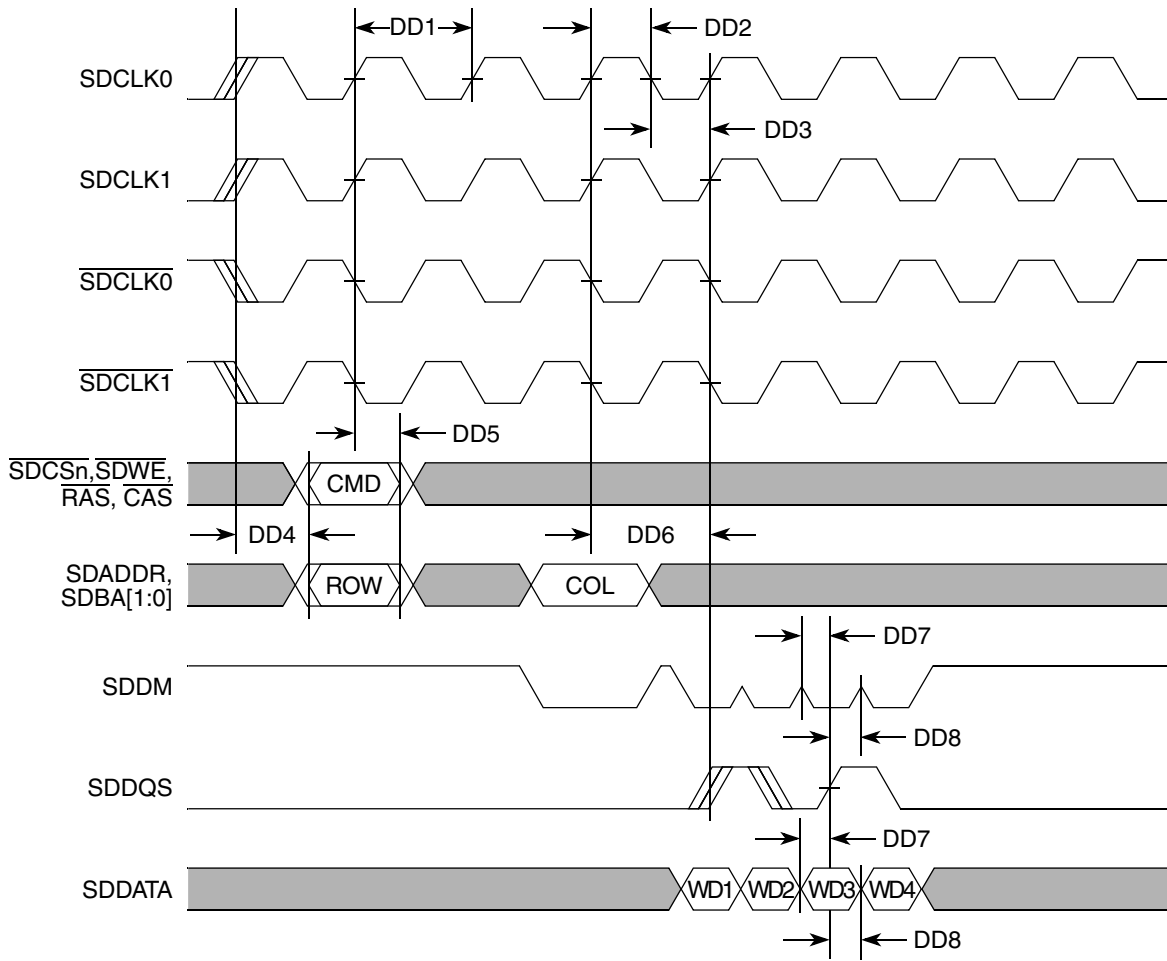 DD1
DD2
SDCLK0
DD3
SDCLK1
SDCLK0
SDCLK1
DD5
SDCSn,SDWE,
RAS, CAS
CMD
DD4
DD6
SDADDR,
SDBA[1:0]
ROW
COL
DD7
SDDM
DD8
SDDQS
DD7
SDDATA
WD1
WD2
WD3
WD4
DD8